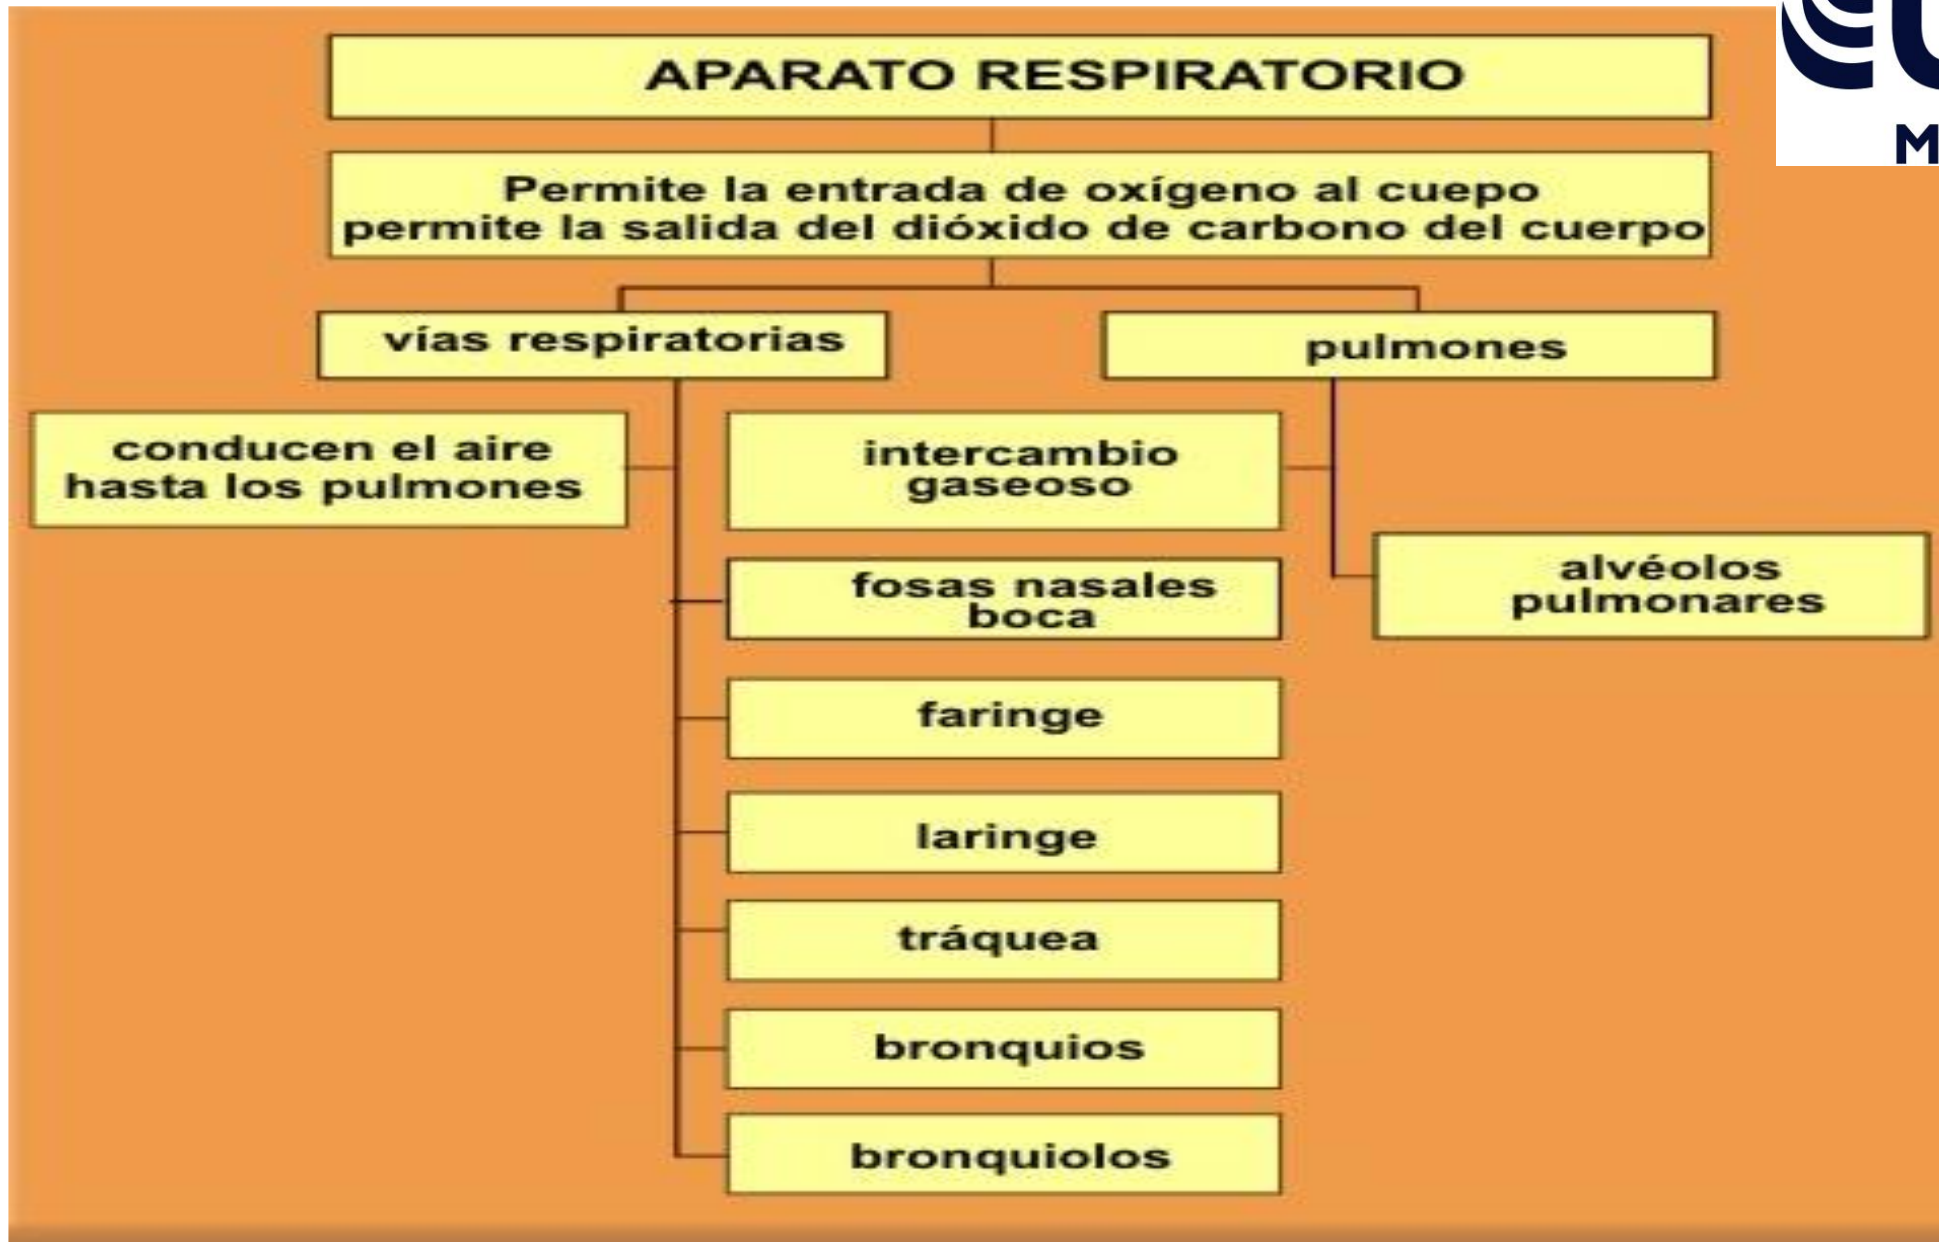 APARATO RESPIRATORIO
Permite la entrada de oxígeno al cuepo
permite la salida del dióxido de carbono del cuerpo
vías respiratorias
pulmones
conducen el aire
hasta los pulmones
intercambio
gaseoso
alvéolos
pulmonares
fosas nasales
boca
faringe
laringe
tráquea
bronquios
bronquiolos